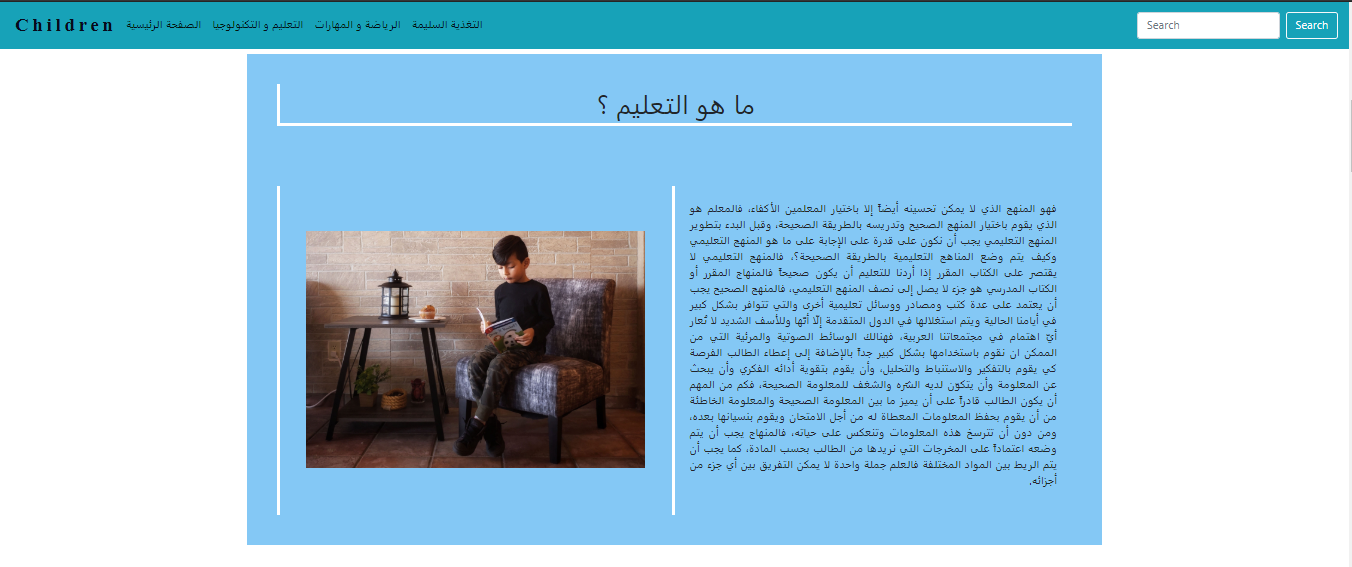 Children
الصفحة الرئيسية
التعليم و التكنولوجيا
الرياضة و المهارات
التغذية السليمة
Search
Search
ما هو التعليم ؟
فهو المنهج الذي لا يمكن تحسينه أيضاً إلا باختيار المعلمين الأكفاء، فالمعلم هو
الذي يقوم باختيار المنهج الصحيح وتدريسه بالطريقة الصحيحة، وقبل البدء بتطوير
المنهج التعليمي يجب أن نكون على قدرة على الإجابة على ما هو المنهج التعليمي
وكيف يتم وضع المناهج التعليمية بالطريقة الصحيحة؟، فالمنهج التعليمي لا
يقتصر على الكتاب المقرر إذا أردنا للتعليم أن يكون صحيحاً فالمنهاج المقرر أو
الكتاب المدرسي هو جزء لا يصل إلى نصف المنهج التعليمي، فالمنهج الصحيح يجب
أن يعتمد على عدة كتب ومصادر ووسائل تعليمية أخرى والتي تتوافر بشكل كبير
في أيامنا الحالية ويتم استغلالها في الدول المتقدمة إلّا أنّها وللأسف الشديد لا تُعار
أيّ اهتمام في مجتمعاتنا العربية، فهنالك الوسائط الصوتية والمرئية التي من
الممكن ان نقوم باستخدامها بشكل كبير جداً بالإضافة إلى إعطاء الطالب الفرصة
كي يقوم بالتفكير والاستنباط والتحليل، وأن يقوم بتقوية أدائه الفكري وأن يبحث
عن المعلومة وأن يتكوّن لديه الشّره والشغف للمعلومة الصحيحة، فكم من المهم
أن يكون الطالب قادراً على أن يميز ما بين المعلومة الصحيحة والمعلومة الخاطئة
من أن يقوم بحفظ المعلومات المعطاة له من أجل الامتحان ويقوم بنسيانها بعده،
ومن دون أن تترسخ هذه المعلومات وتنعكس على حياته، فالمنهاج يجب أن يتم
وضعه اعتماداً على المخرجات التي نريدها من الطالب بحسب المادة، كما يجب أن
يتم الربط بين المواد المختلفة فالعلم جملة واحدة لا يمكن التفريق بين أي جزء من
أجزائه.